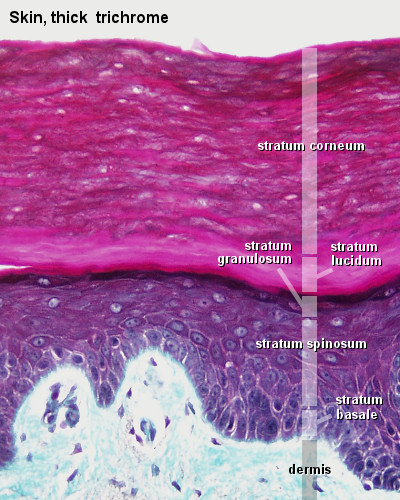 Skin, thick trichrome
stratum corneum
stratum
granulosum
stratum
lucidum
stratum spinosum
stratum
basale
dermis